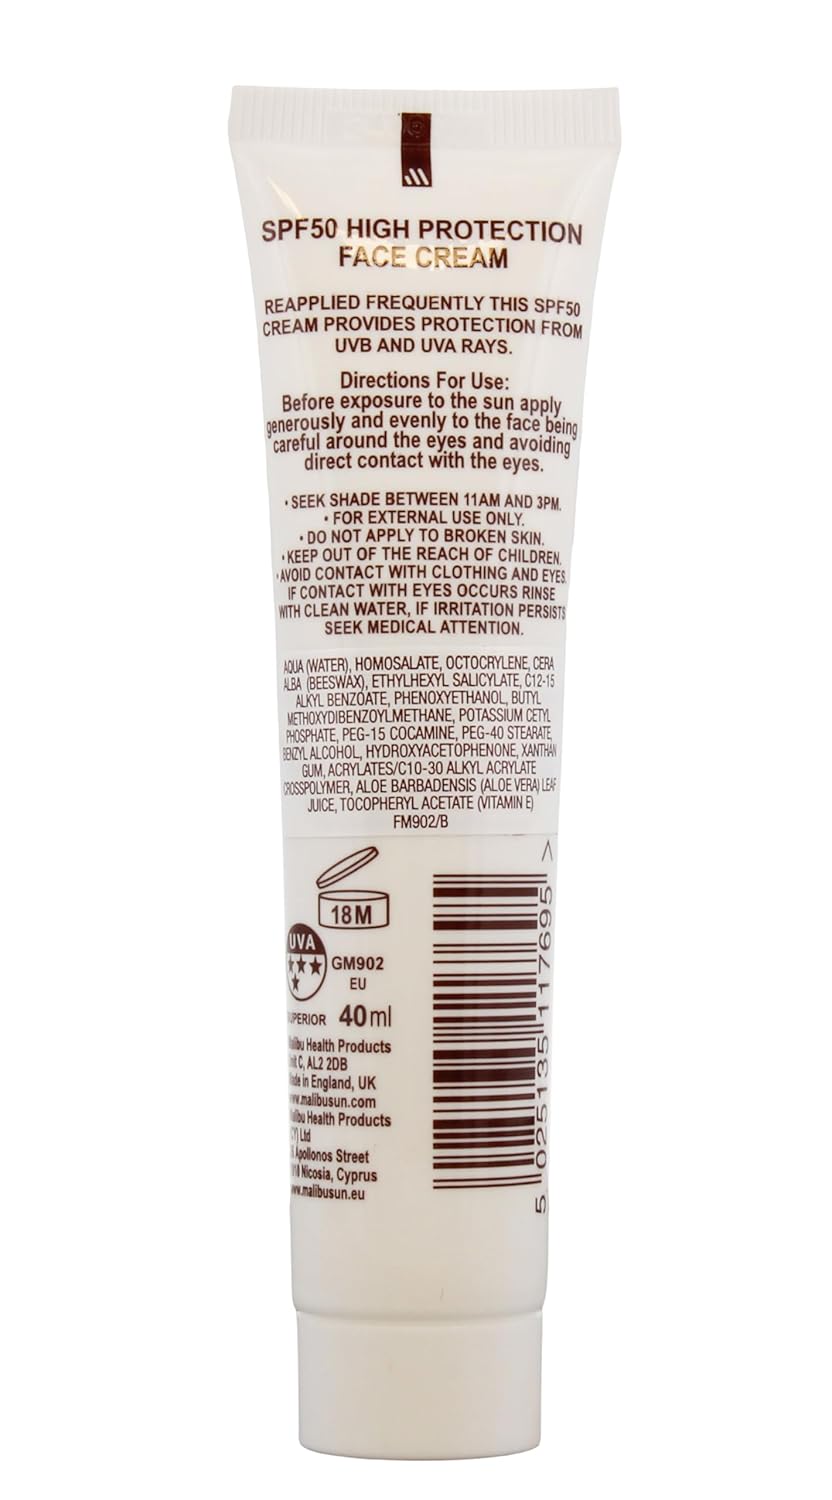 SPF50 HIGH PROTECTION
FACE CREAM
REAPPLIED FREQUENTLY THIS SPF50
CREAM PROVIDES PROTECTION FROM
UVB AND UVA RAYS.
Directions For Use:
Before exposure to the sun apply
generously and evenly to the face being
careful around the eyes and avoiding
direct contact with the eyes.
• SEEK SHADE BETWEEN 11AM AND 3PM.
• FOR EXTERNAL USE ONLY.
• DO NOT APPLY TO BROKEN SKIN.
• KEEP OUT OF THE REACH OF CHILDREN.
• AVOID CONTACT WITH CLOTHING AND EYES.
IF CONTACT WITH EYES OCCURS RINSE
WITH CLEAN WATER, IF IRRITATION PERSISTS
SEEK MEDICAL ATTENTION.
AQUA (WATER), HOMOSALATE, OCTOCRYLENE, CERA
ALBA (BEESWAX), ETHYLHEXYL SALICYLATE, C12-15
ALKYL BENZOATE, PHENOXYETHANOL, BUTYL
METHOXYDIBENZOYLMETHANE, POTASSIUM CETYL
PHOSPHATE, PEG-15 COCAMINE, PEG-40 STEARATE,
BENZYL ALCOHOL, HYDROXYACETOPHENONE, XANTHAN
GUM, ACRYLATES/C10-30 ALKYL ACRYLATE
CROSSPOLYMER, ALOE BARBADENSIS (ALOE VERA) LEAF
JUICE, TOCOPHERYL ACETATE (VITAMIN E)
FM902/B
18M
UVA
GM902
EU
40ml
Health Products
C, AL2 2DB
in England, UK
www.malibusun.com
Health Products
Ltd
Apollonos Street
Nicosia, Cyprus
www.malibusun.eu
5 025135 117695 >